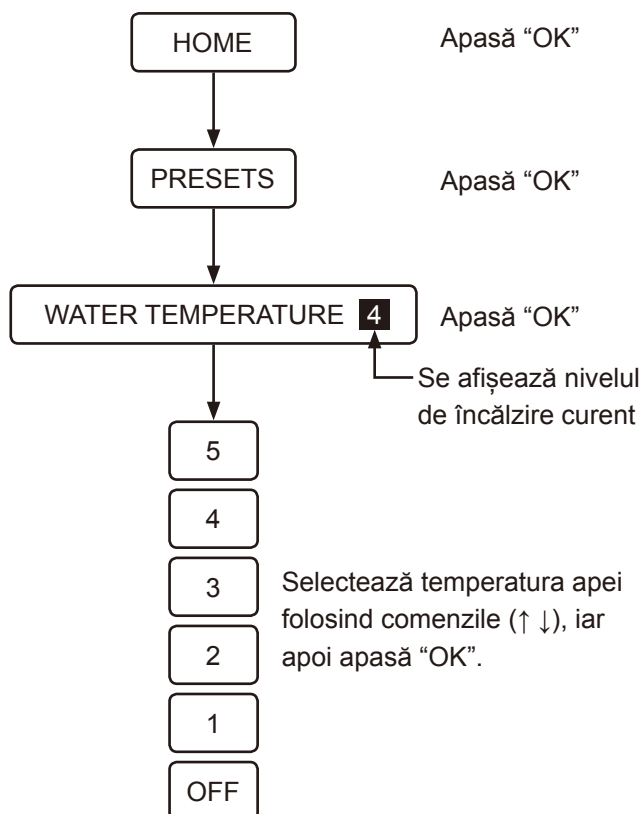 HOME
Apasă “OK”
PRESETS
Apasă “OK”
WATER TEMPERATURE 4
Apasă “OK”
Se afișează nivelul
de încălzire curent
5
4
3
2
1
OFF
Selectează temperatura apei
folosind comenzile (↑ ↓), iar
apoi apasă “OK”.